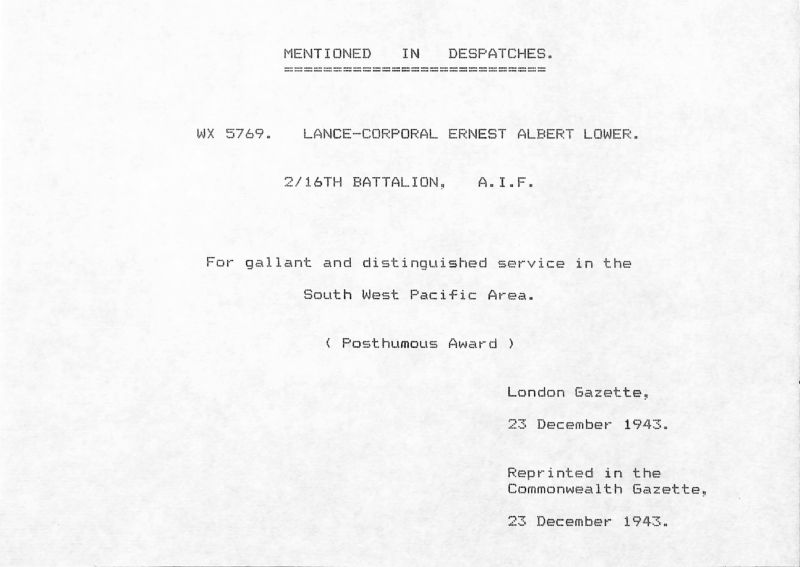 MENTIONED IN DESPATCHES.
===========================
WX 5769. LANCE-CORPORAL ERNEST ALBERT LOWER.
2/16TH BATTALION, A.I.F.
For gallant and distinguished service in the
South West Pacific Area.
( Posthumous Award )
London Gazette,
23 December 1943.
Reprinted in the
Commonwealth Gazette,
23 December 1943.